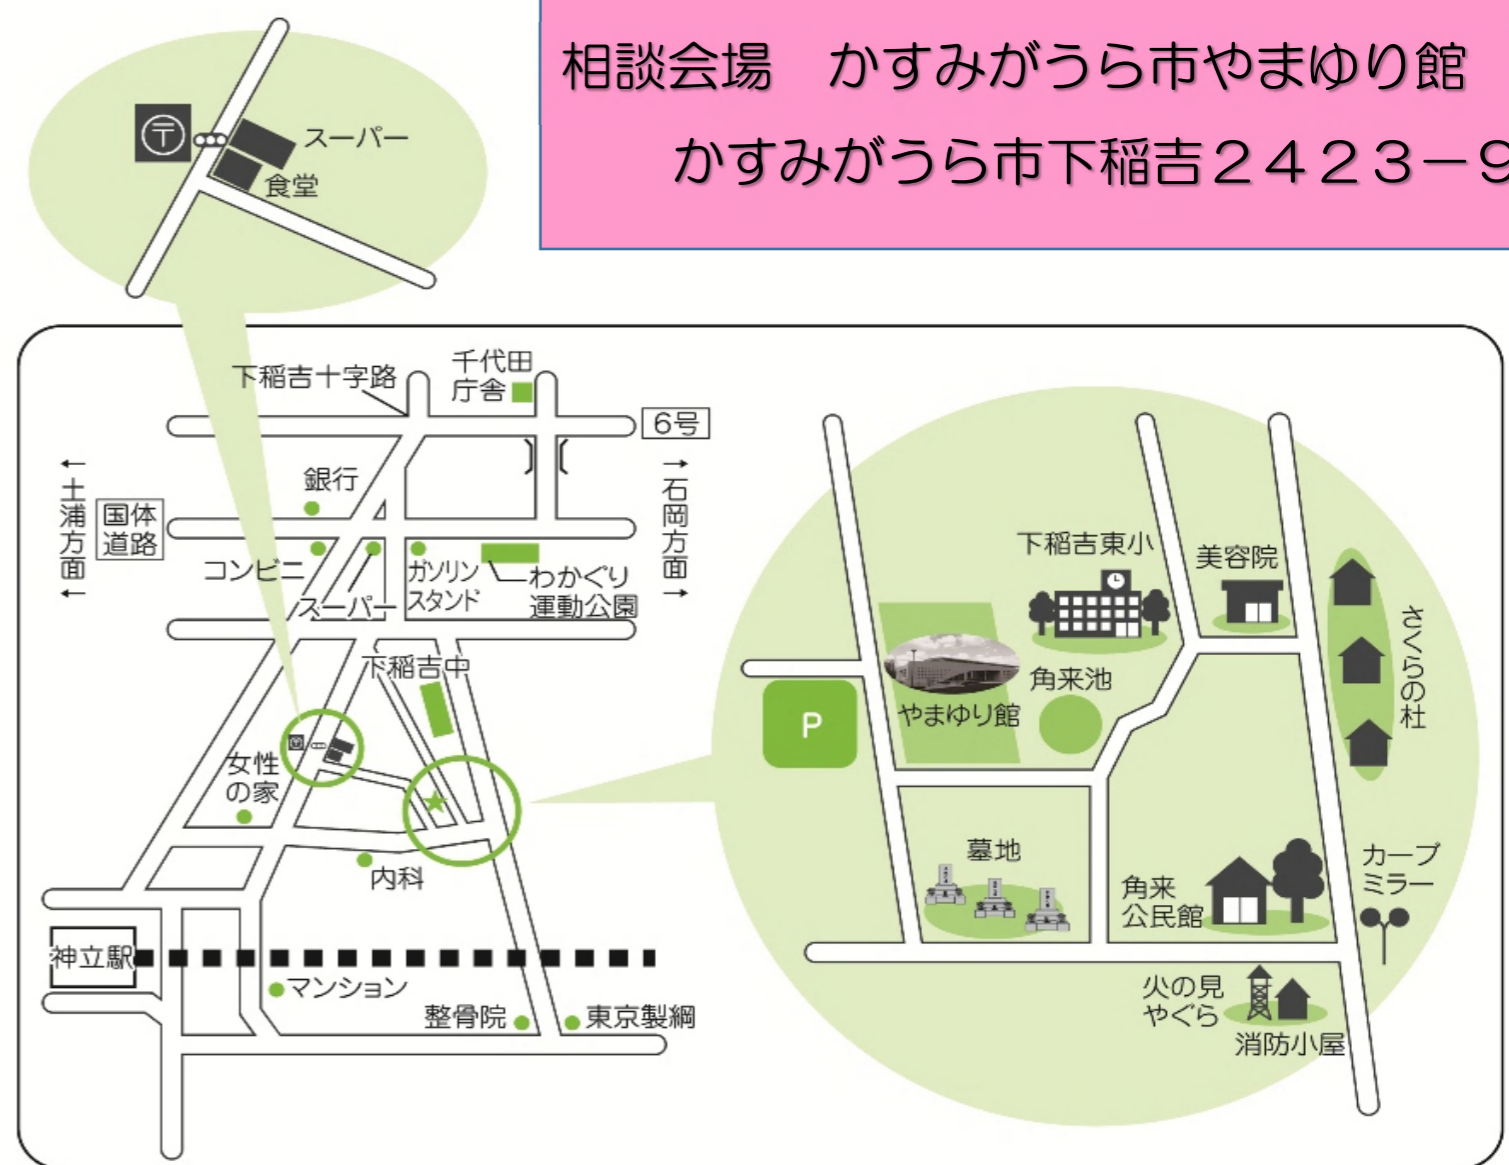 相談会場　かすみがうら市やまゆり館
かすみがうら市下稲吉２４２３－９
〒
スーパー
食堂
下稲吉十字路
千代田
庁舎
6号
←土浦方面←
国体
道路
銀行
→石岡方面→
コンビニ
スーパー
ガソリン
スタンド
わかぐり
運動公園
下稲吉中
女性
の家
内科
神立駅
マンション
整骨院
東京製綱
下稲吉東小
美容院
さくらの杜
やまゆり館
角来池
P
墓地
角来
公民館
カーブ
ミラー
火の見
やぐら
消防小屋